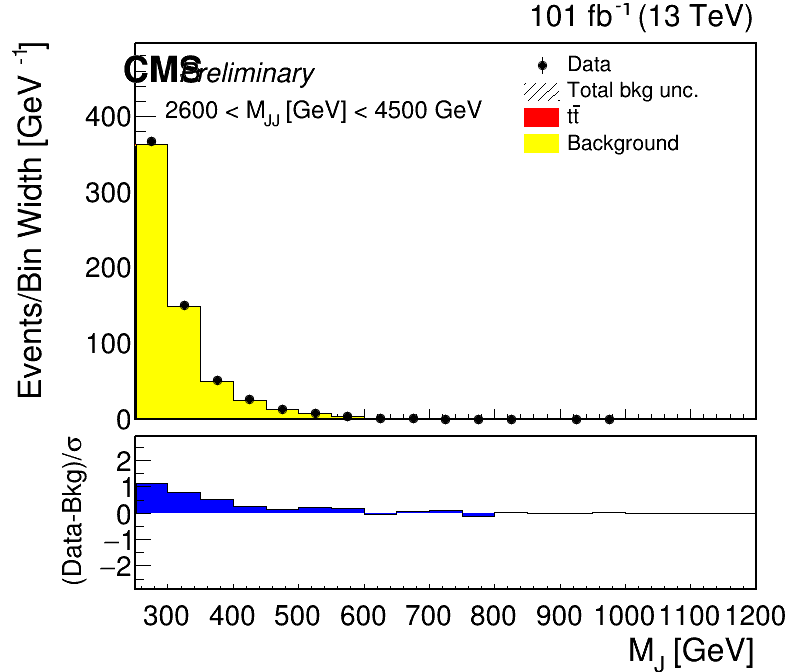 101 fb⁻¹ (13 TeV)
CMS Preliminary
2600 < M_JJ [GeV] < 4500 GeV
Data
Total bkg unc.
tt̄
Background
Events/Bin Width [GeV⁻¹]
400
300
200
100
0
(Data-Bkg)/σ
2
1
0
−1
−2
300 400 500 600 700 800 900 1000 1100 1200
M_J [GeV]